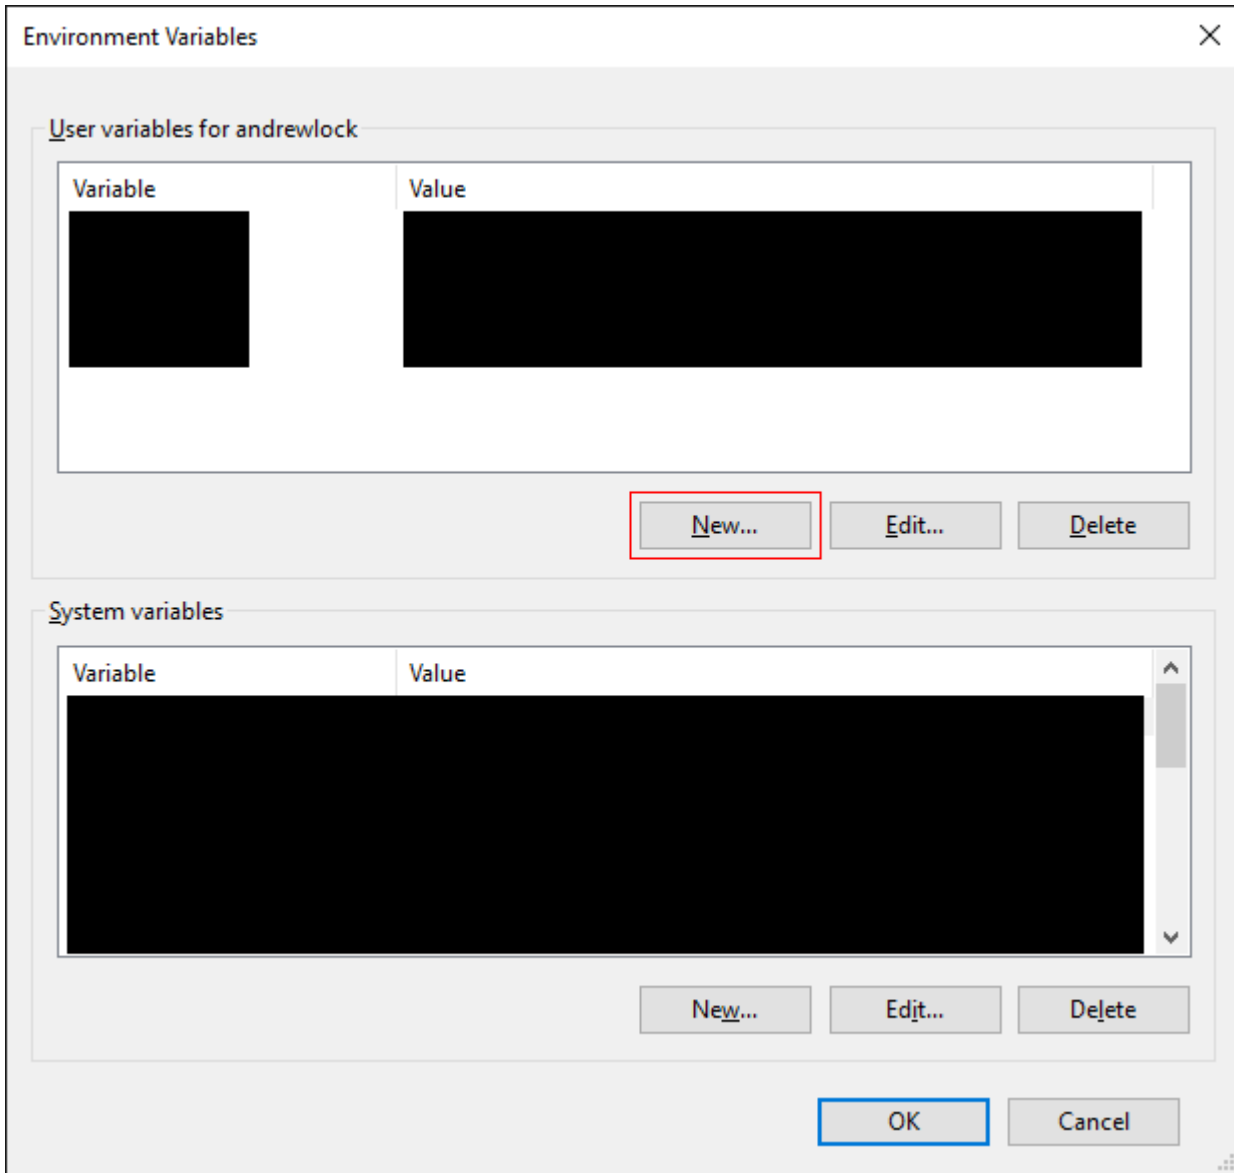 Environment Variables
User variables for andrewlock
Variable Value
New... Edit... Delete
System variables
Variable Value
New... Edit... Delete
OK Cancel